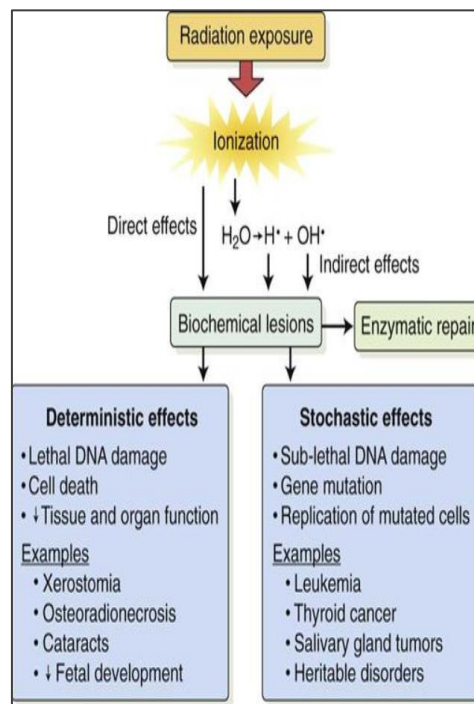 Radiation exposure
Ionization
Direct effects
H₂O→H• + OH•
Indirect effects
Biochemical lesions
Enzymatic repair
Deterministic effects
• Lethal DNA damage
• Cell death
• ↓Tissue and organ function
Examples
• Xerostomia
• Osteoradionecrosis
• Cataracts
• ↓ Fetal development
Stochastic effects
• Sub-lethal DNA damage
• Gene mutation
• Replication of mutated cells
Examples
• Leukemia
• Thyroid cancer
• Salivary gland tumors
• Heritable disorders